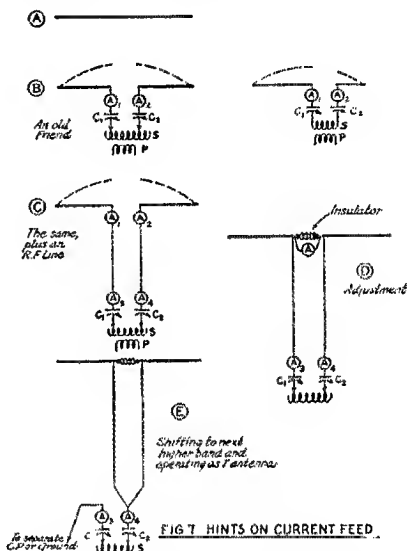 A
B
An old
Friend
A1 A2
C1 C2
S
P
A1 A2
C1 C2
S
P
C
The same,
plus an
R.F. Line
A1 A2
A3 A4
C1 C2
S
P
Insulator
A
D
Adjustment
A3 A4
C1 C2
E
Shifting to next
higher band and
operating as T antenna
A3 A4
C C2
S
To separate
C.P. or Ground
FIG 7 HINTS ON CURRENT FEED